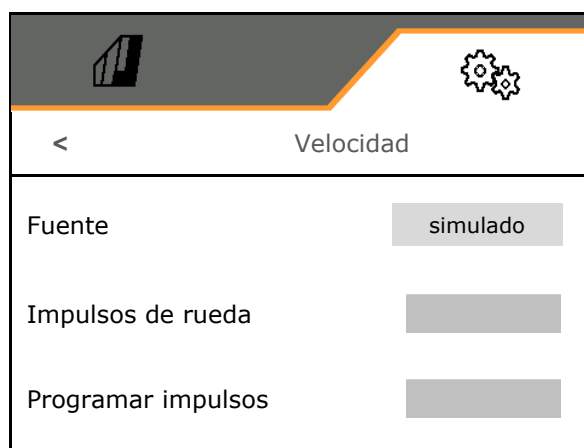 < Velocidad
Fuente simulado
Impulsos de rueda
Programar impulsos